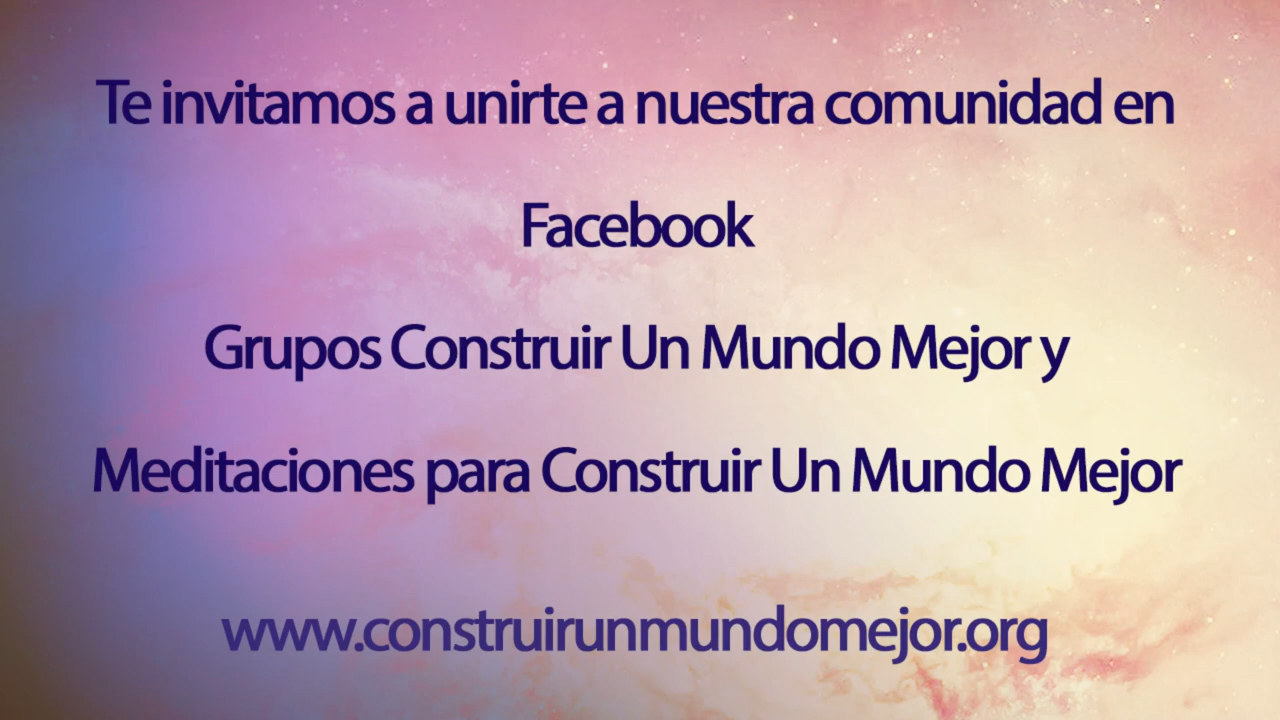 Te invitamos a unirte a nuestra comunidad en
Facebook
Grupos Construir Un Mundo Mejor y
Meditaciones para Construir Un Mundo Mejor
www.construirunmundomejor.org